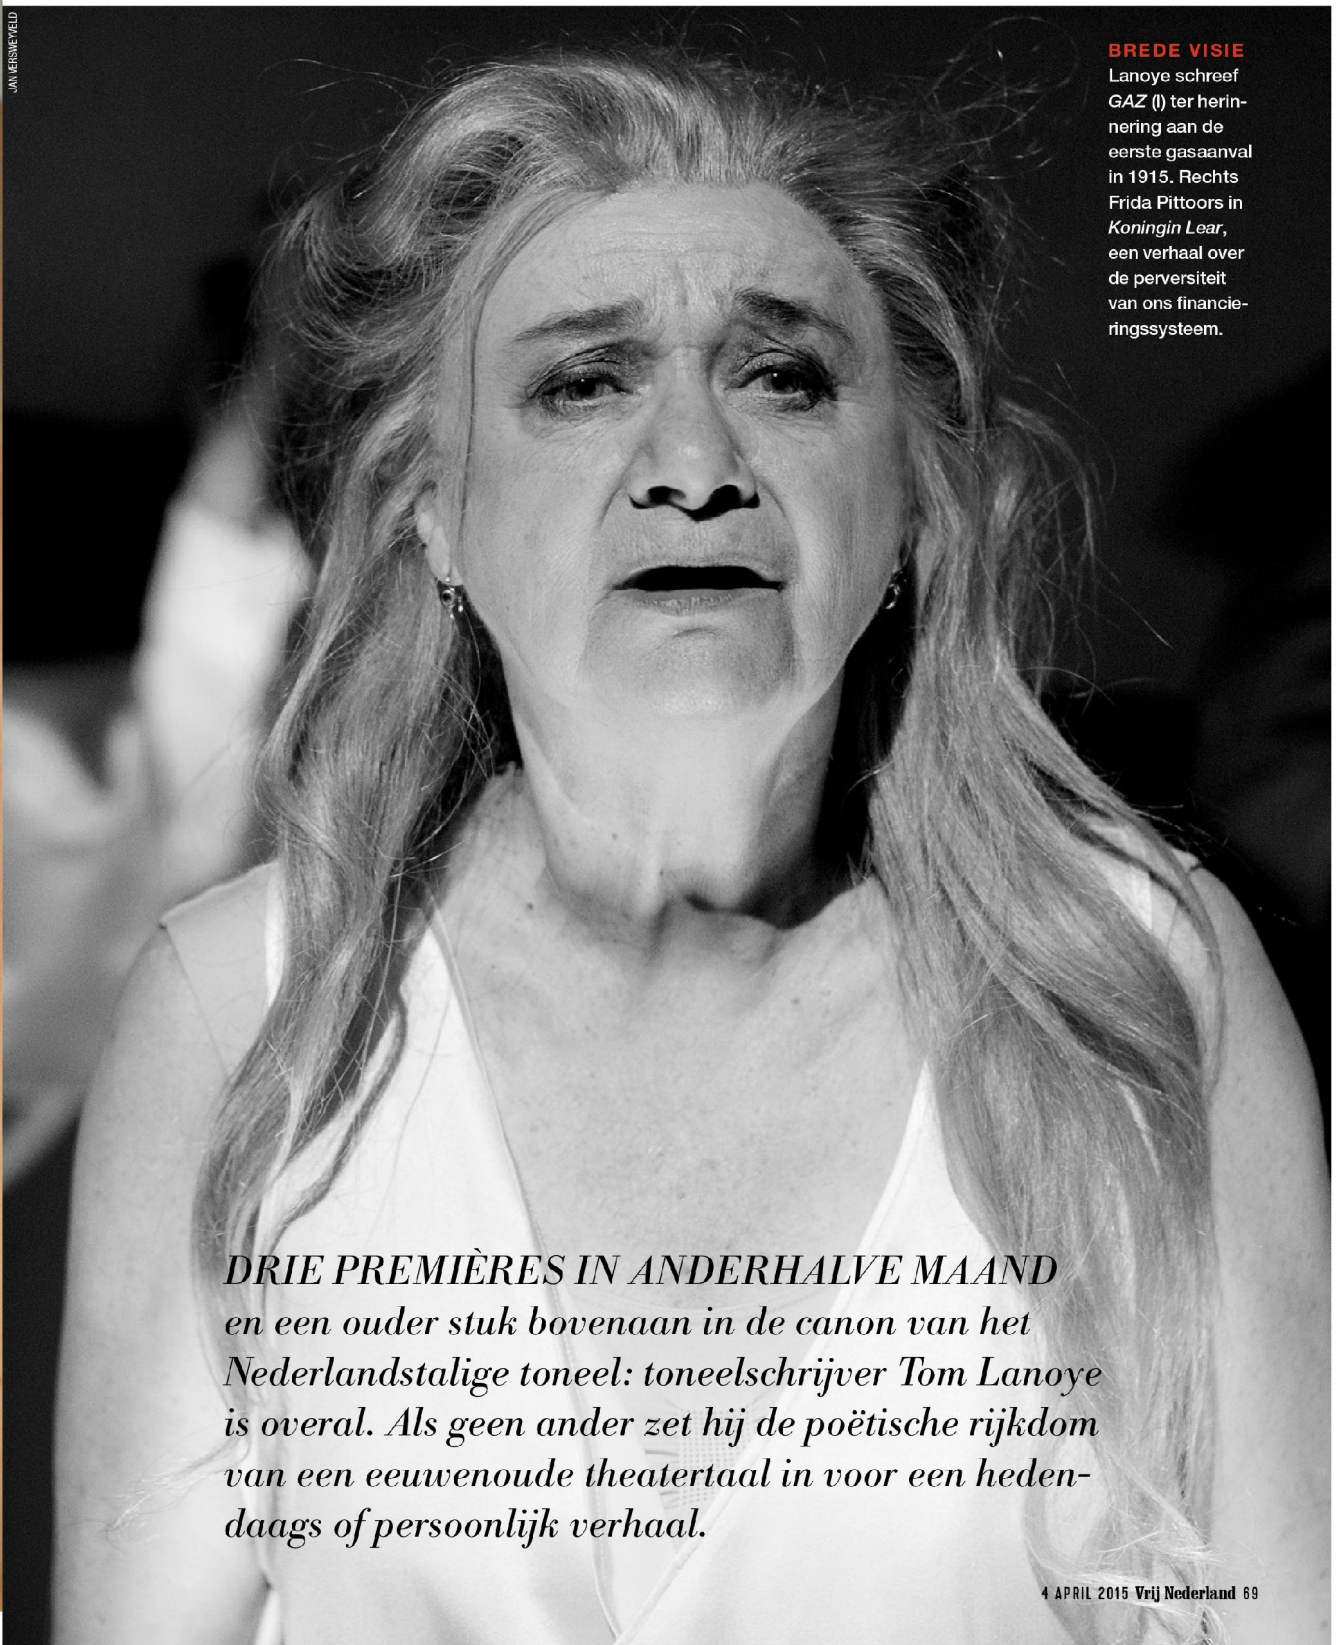 JAN VERSWEYVELD
BREDE VISIE
Lanoye schreef
GAZ (I) ter herin-
nering aan de
eerste gasaanval
in 1915. Rechts
Frida Pittoors in
Koningin Lear,
een verhaal over
de perversiteit
van ons financie-
ringssysteem.
DRIE PREMIÈRES IN ANDERHALVE MAAND
en een ouder stuk bovenaan in de canon van het
Nederlandstalige toneel: toneelschrijver Tom Lanoye
is overal. Als geen ander zet hij de poëtische rijkdom
van een eeuwenoude theatertaal in voor een heden-
daags of persoonlijk verhaal.
4 APRIL 2015 Vrij Nederland 69